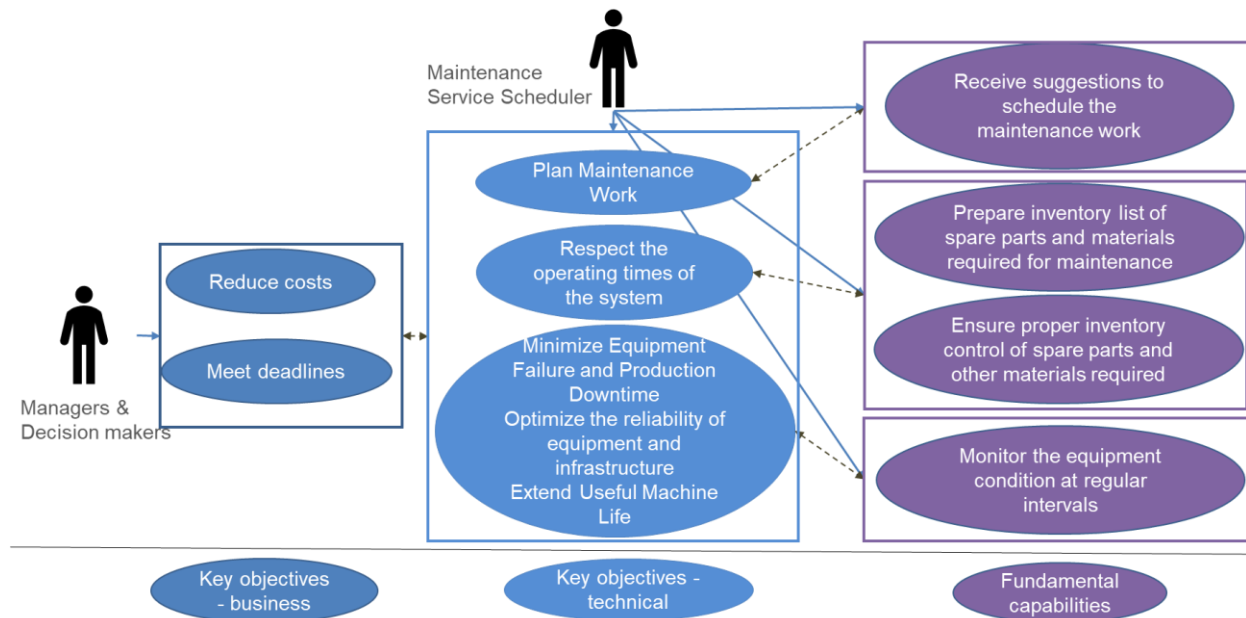 Maintenance
Service Scheduler
Receive suggestions to
schedule the
maintenance work
Plan Maintenance
Work
Prepare inventory list of
spare parts and materials
required for maintenance
Respect the
operating times of
the system
Reduce costs
Ensure proper inventory
control of spare parts and
other materials required
Meet deadlines
Minimize Equipment
Failure and Production
Downtime
Optimize the reliability of
equipment and
infrastructure
Extend Useful Machine
Life
Managers &
Decision makers
Monitor the equipment
condition at regular
intervals
Key objectives
- business
Key objectives -
technical
Fundamental
capabilities